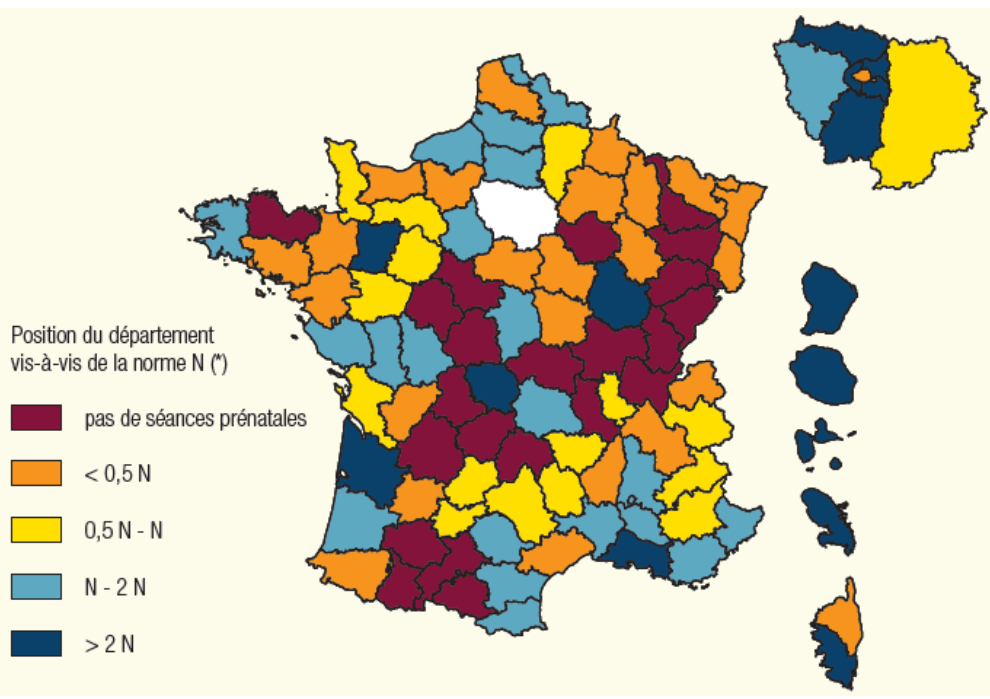 Position du département
vis-à-vis de la norme N (*)
pas de séances prénatales
< 0,5 N
0,5 N - N
N - 2 N
> 2 N